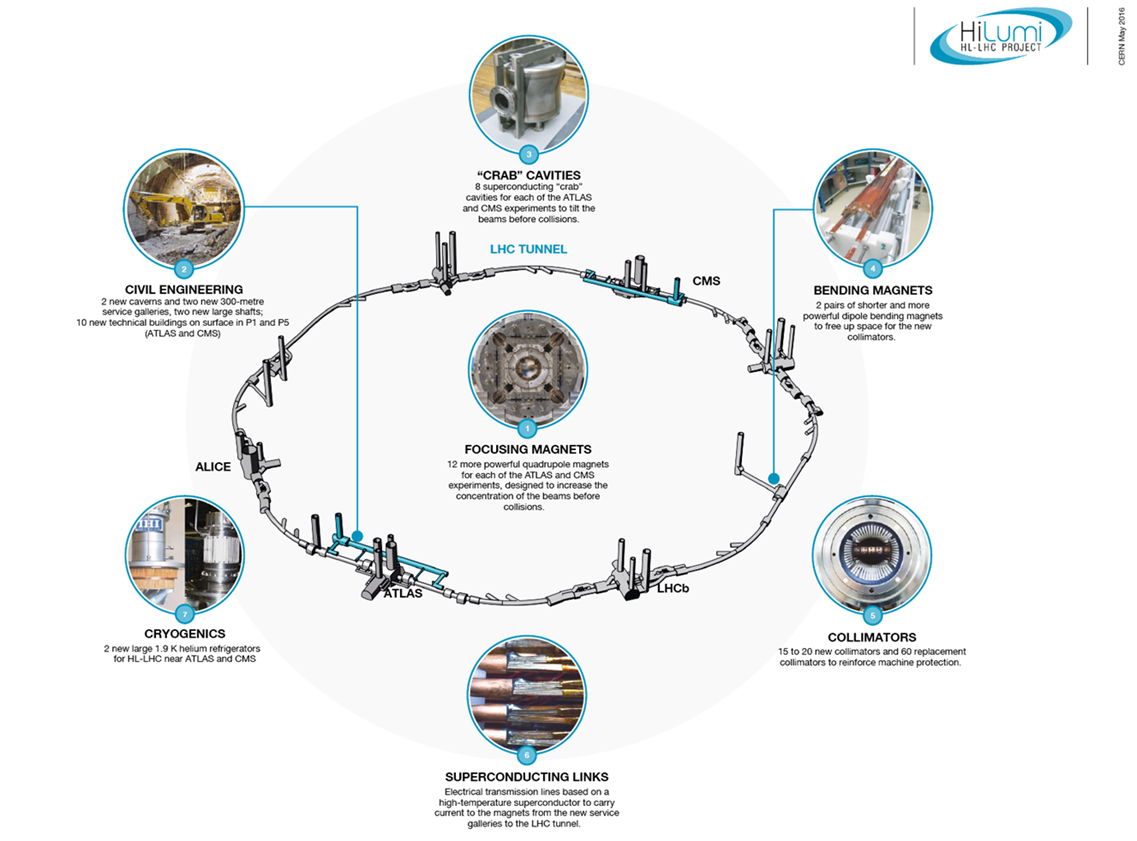 HiLumi
HL-LHC PROJECT
CERN May 2016
3
"CRAB" CAVITIES
8 superconducting "crab"
cavities for each of the ATLAS
and CMS experiments to tilt the
beams before collisions.
2
CIVIL ENGINEERING
2 new caverns and two new 300-metre
service galleries, two new large shafts;
10 new technical buildings on surface in P1 and P5
(ATLAS and CMS)
4
BENDING MAGNETS
2 pairs of shorter and more
powerful dipole bending magnets
to free up space for the new
collimators.
LHC TUNNEL
CMS
1
FOCUSING MAGNETS
12 more powerful quadrupole magnets
for each of the ATLAS and CMS
experiments, designed to increase the
concentration of the beams before
collisions.
ALICE
ATLAS
LHCb
IHI
7
CRYOGENICS
2 new large 1.9 K helium refrigerators
for HL-LHC near ATLAS and CMS
5
COLLIMATORS
15 to 20 new collimators and 60 replacement
collimators to reinforce machine protection.
6
SUPERCONDUCTING LINKS
Electrical transmission lines based on a
high-temperature superconductor to carry
current to the magnets from the new service
galleries to the LHC tunnel.